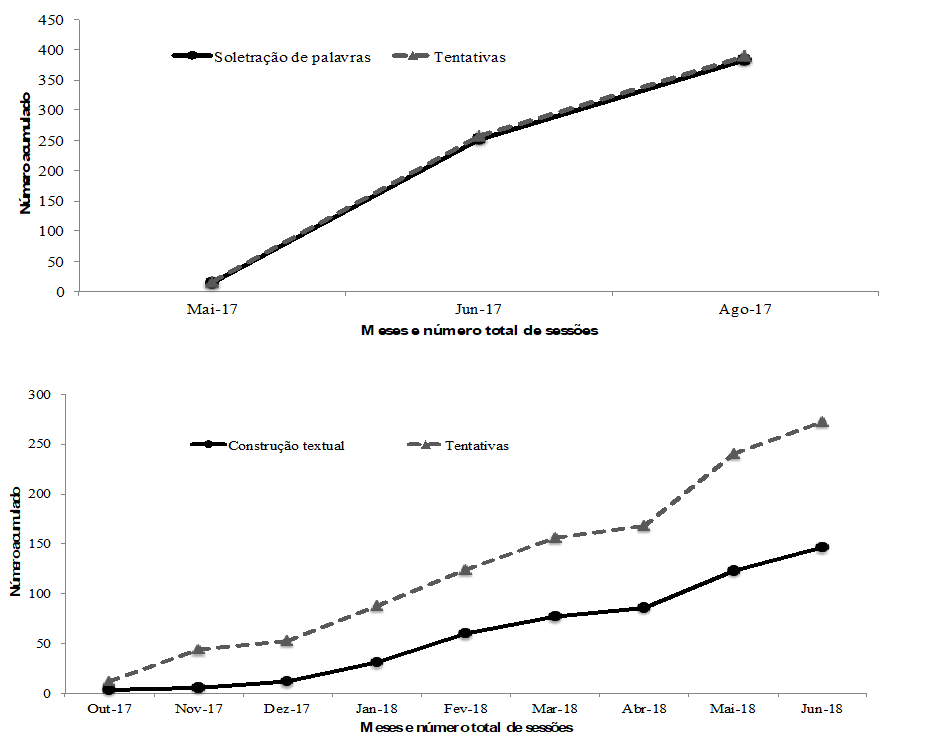 450
400
350
300
250
200
150
100
50
0
Número acumulado
Soletração de palavras
Tentativas
Mai-17 Jun-17 Ago-17
Meses e número total de sessões
300
250
200
150
100
50
0
Número acumulado
Construção textual
Tentativas
Out-17 Nov-17 Dez-17 Jan-18 Fev-18 Mar-18 Abr-18 Mai-18 Jun-18
Meses e número total de sessões